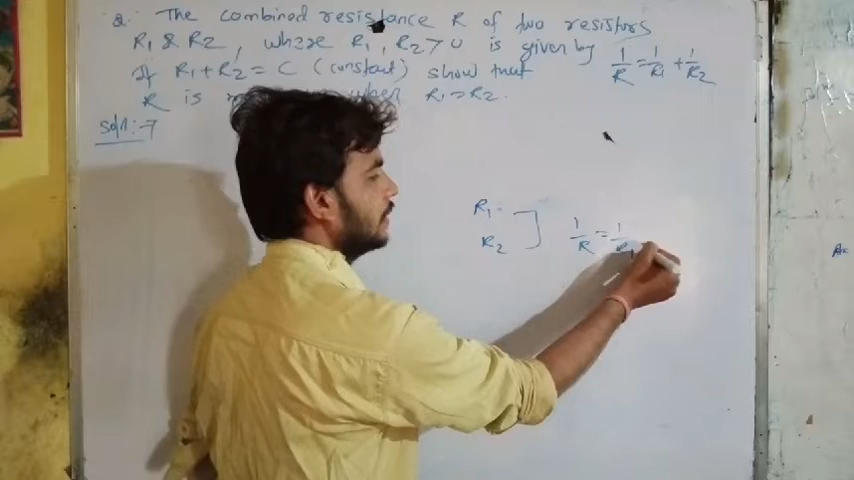 Q: The combined resistance R of two resistors
R1 & R2, where R1, R2 > 0 is given by 1/R = 1/R1 + 1/R2
If R1 + R2 = C (constant) show that
R is when R1 = R2.
Soln:→
R1
R2 ] 1/R = 1/R1